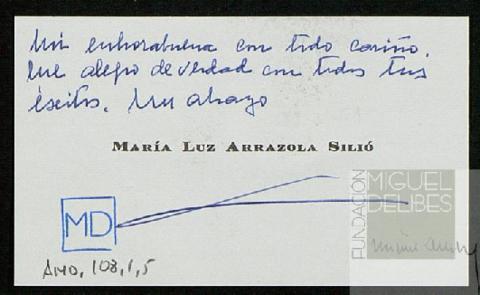 Mi enhorabuena con todo cariño.
Me alegro de verdad con todos tus
éxitos. Un abrazo
MARÍA LUZ ARRAZOLA SILIÓ
MD
AMD, 108, 1, 5
FUNDACIÓN
MIGUEL
DELIBES